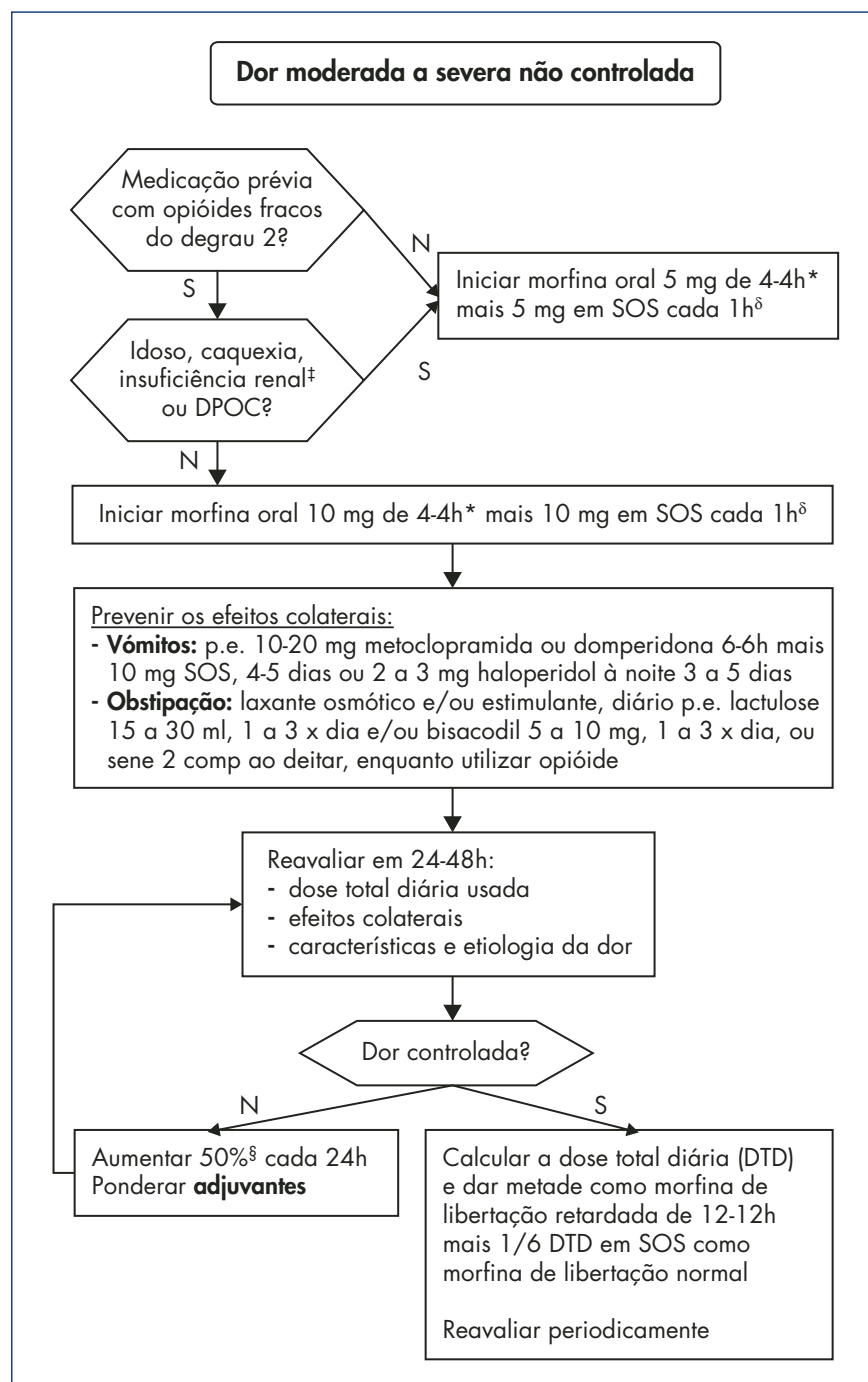 Dor moderada a severa não controlada
Medicação prévia
com opióides fracos
do degrau 2?
N
S
Iniciar morfina oral 5 mg de 4-4h*
mais 5 mg em SOS cada 1hδ
Idoso, caquexia,
insuficiência renal‡
ou DPOC?
S
N
Iniciar morfina oral 10 mg de 4-4h* mais 10 mg em SOS cada 1hδ
Prevenir os efeitos colaterais:
- Vómitos: p.e. 10-20 mg metoclopramida ou domperidona 6-6h mais
10 mg SOS, 4-5 dias ou 2 a 3 mg haloperidol à noite 3 a 5 dias
- Obstipação: laxante osmótico e/ou estimulante, diário p.e. lactulose
15 a 30 ml, 1 a 3 x dia e/ou bisacodil 5 a 10 mg, 1 a 3 x dia, ou
sene 2 comp ao deitar, enquanto utilizar opióide
Reavaliar em 24-48h:
- dose total diária usada
- efeitos colaterais
- características e etiologia da dor
Dor controlada?
N
S
Aumentar 50%§ cada 24h
Ponderar adjuvantes
Calcular a dose total diária (DTD)
e dar metade como morfina de
libertação retardada de 12-12h
mais 1/6 DTD em SOS como
morfina de libertação normal
Reavaliar periodicamente